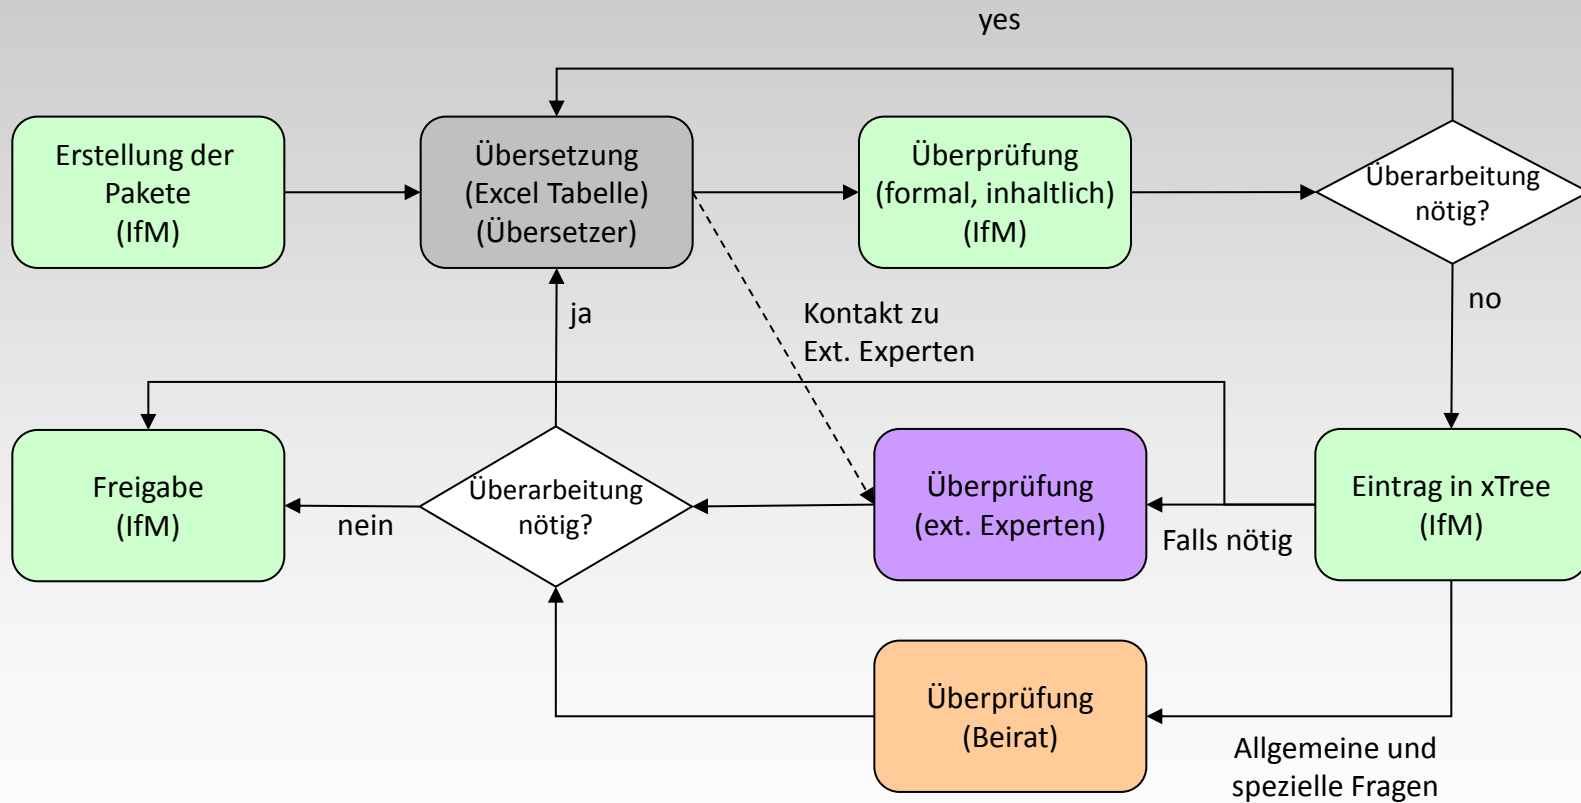 yes
Erstellung der
Pakete
(IfM)
Übersetzung
(Excel Tabelle)
(Übersetzer)
Überprüfung
(formal, inhaltlich)
(IfM)
Überarbeitung
nötig?
ja
Kontakt zu
Ext. Experten
no
Freigabe
(IfM)
nein
Überarbeitung
nötig?
Überprüfung
(ext. Experten)
Falls nötig
Eintrag in xTree
(IfM)
Überprüfung
(Beirat)
Allgemeine und
spezielle Fragen